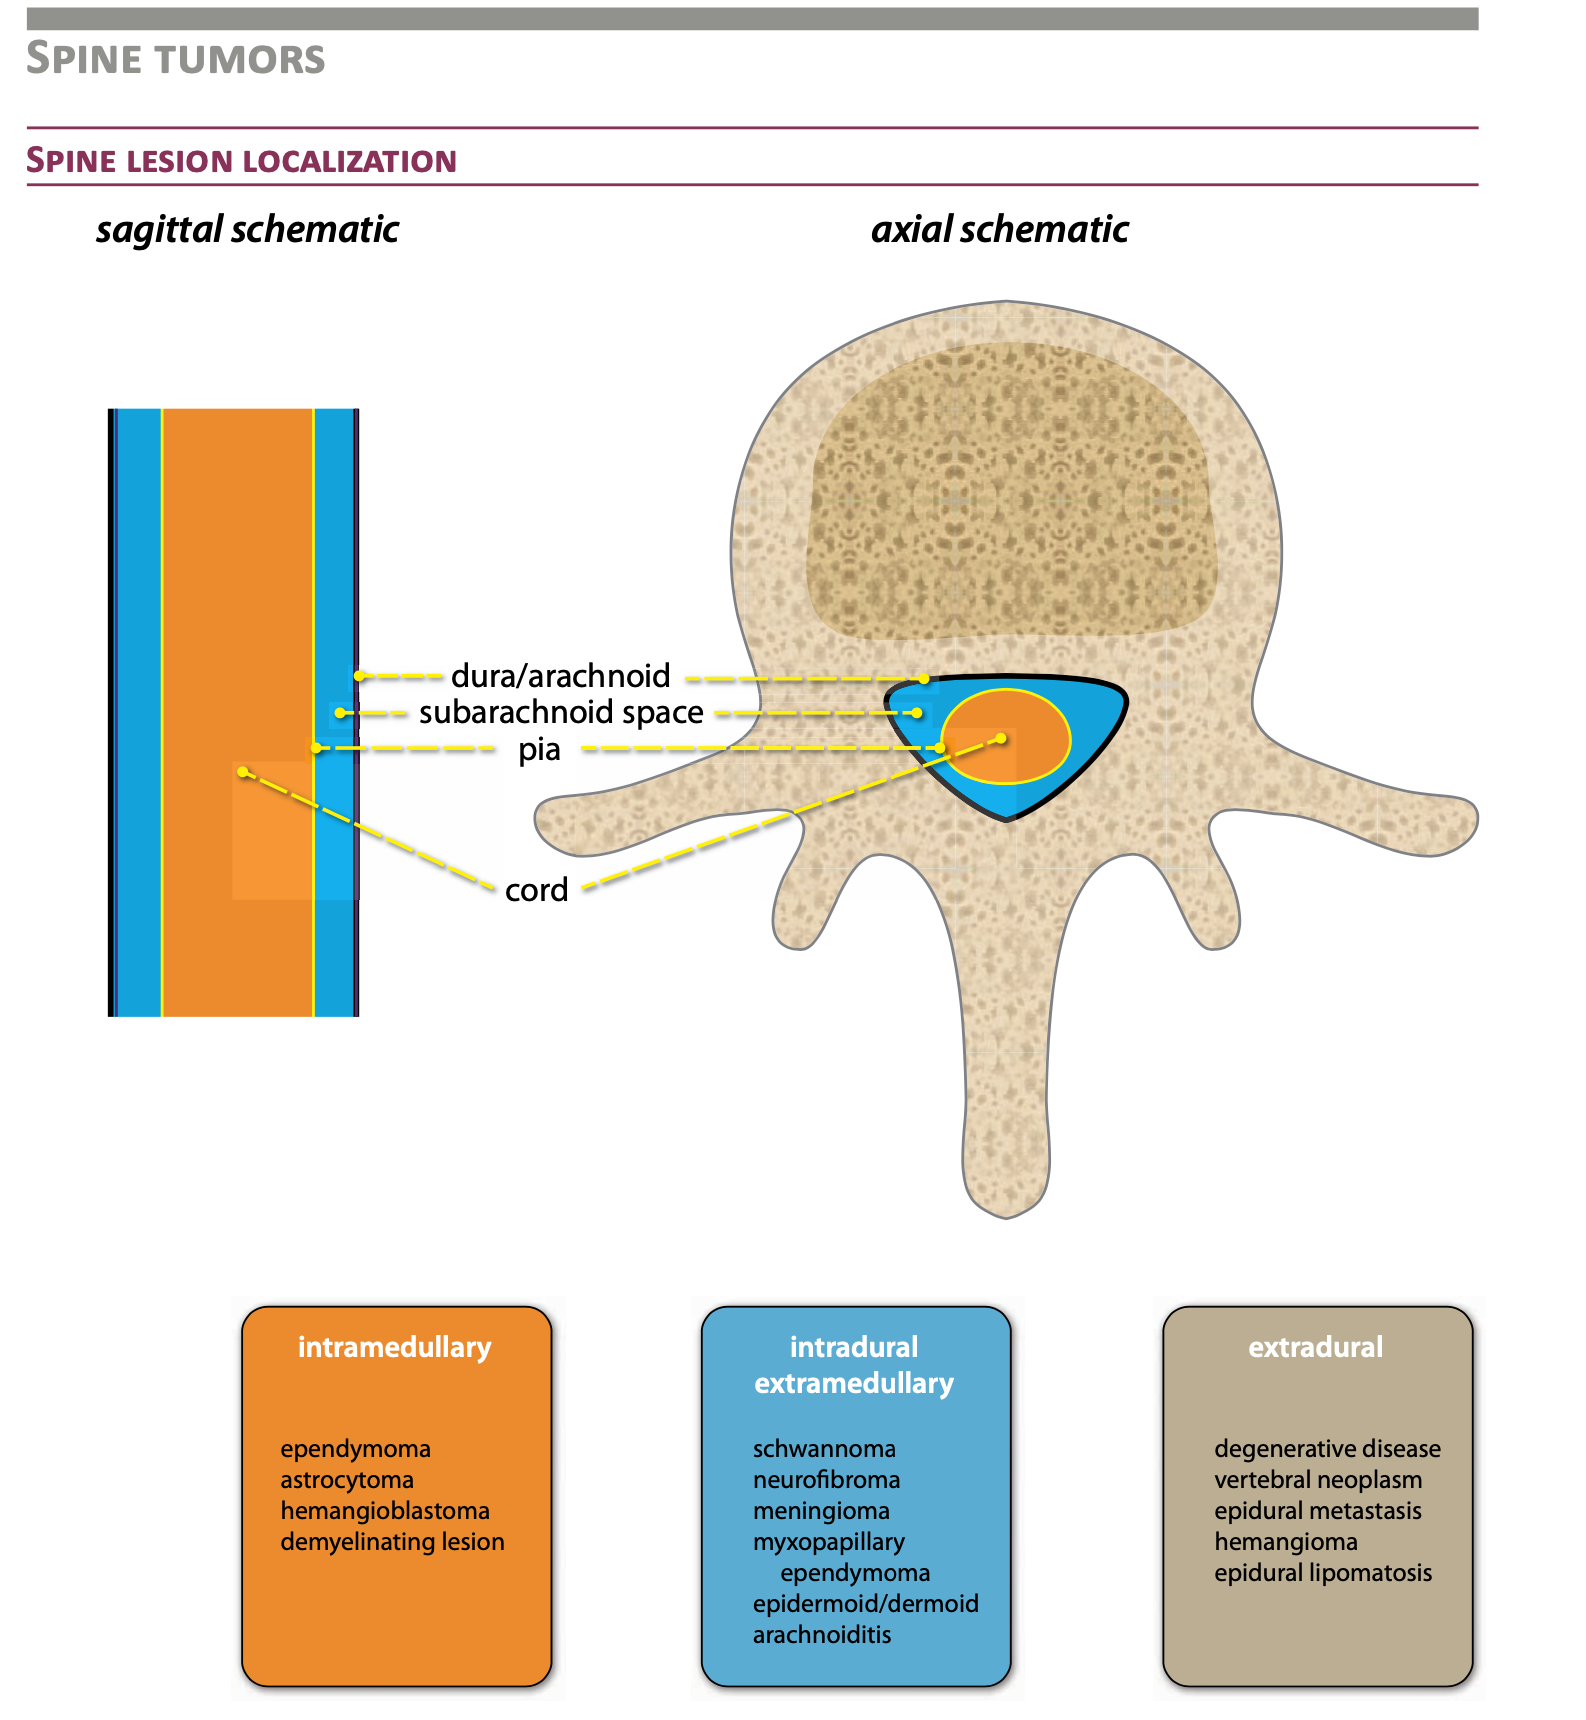 Spine tumors
Spine lesion localization
sagittal schematic
axial schematic
dura/arachnoid
subarachnoid space
pia
cord
intramedullary
ependymoma
astrocytoma
hemangioblastoma
demyelinating lesion
intradural
extramedullary
schwannoma
neurofibroma
meningioma
myxopapillary
ependymoma
epidermoid/dermoid
arachnoiditis
extradural
degenerative disease
vertebral neoplasm
epidural metastasis
hemangioma
epidural lipomatosis